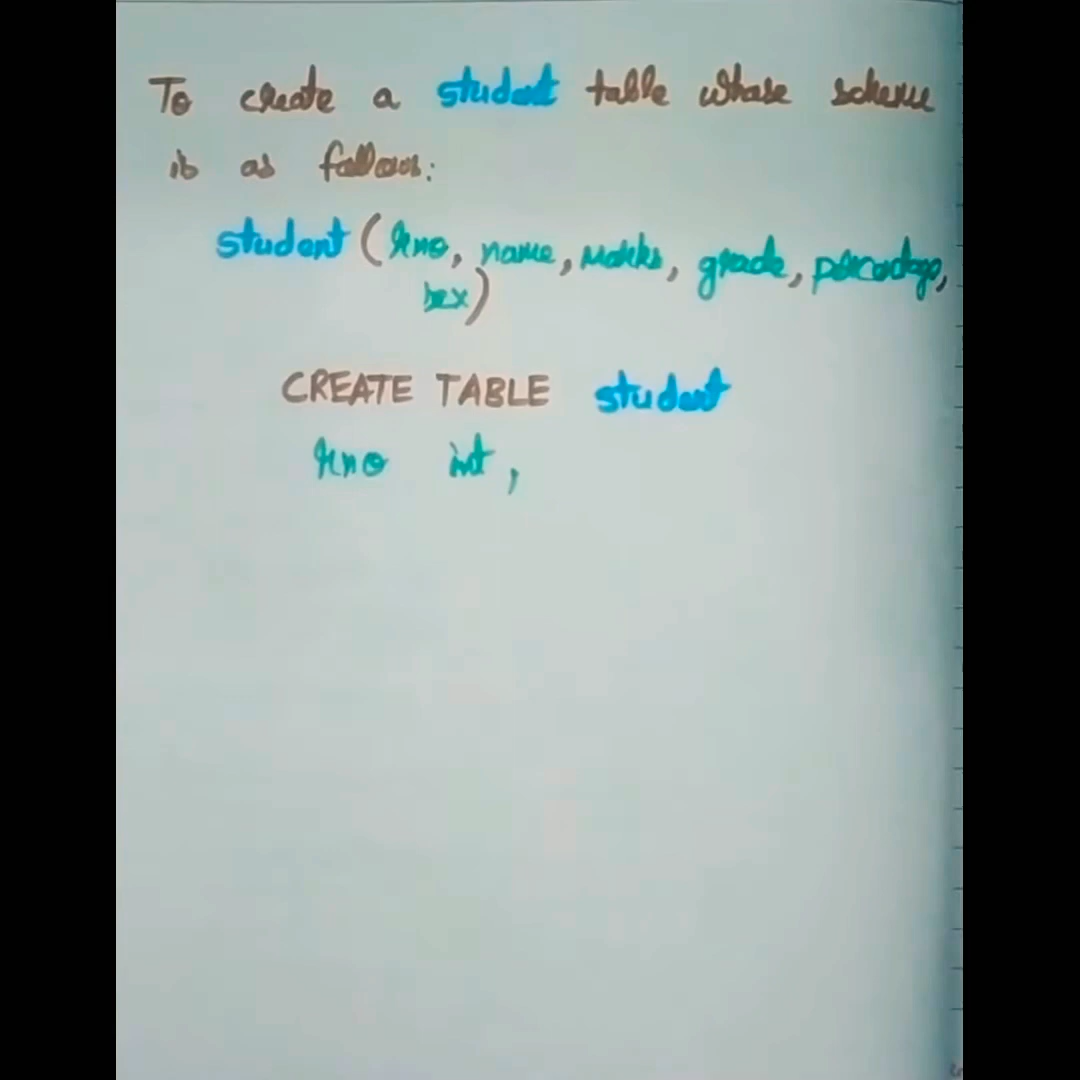 To create a student table whose scheme
is as follows:
student (rno, name, marks, grade, percentage,
sex)
CREATE TABLE student
rno int,